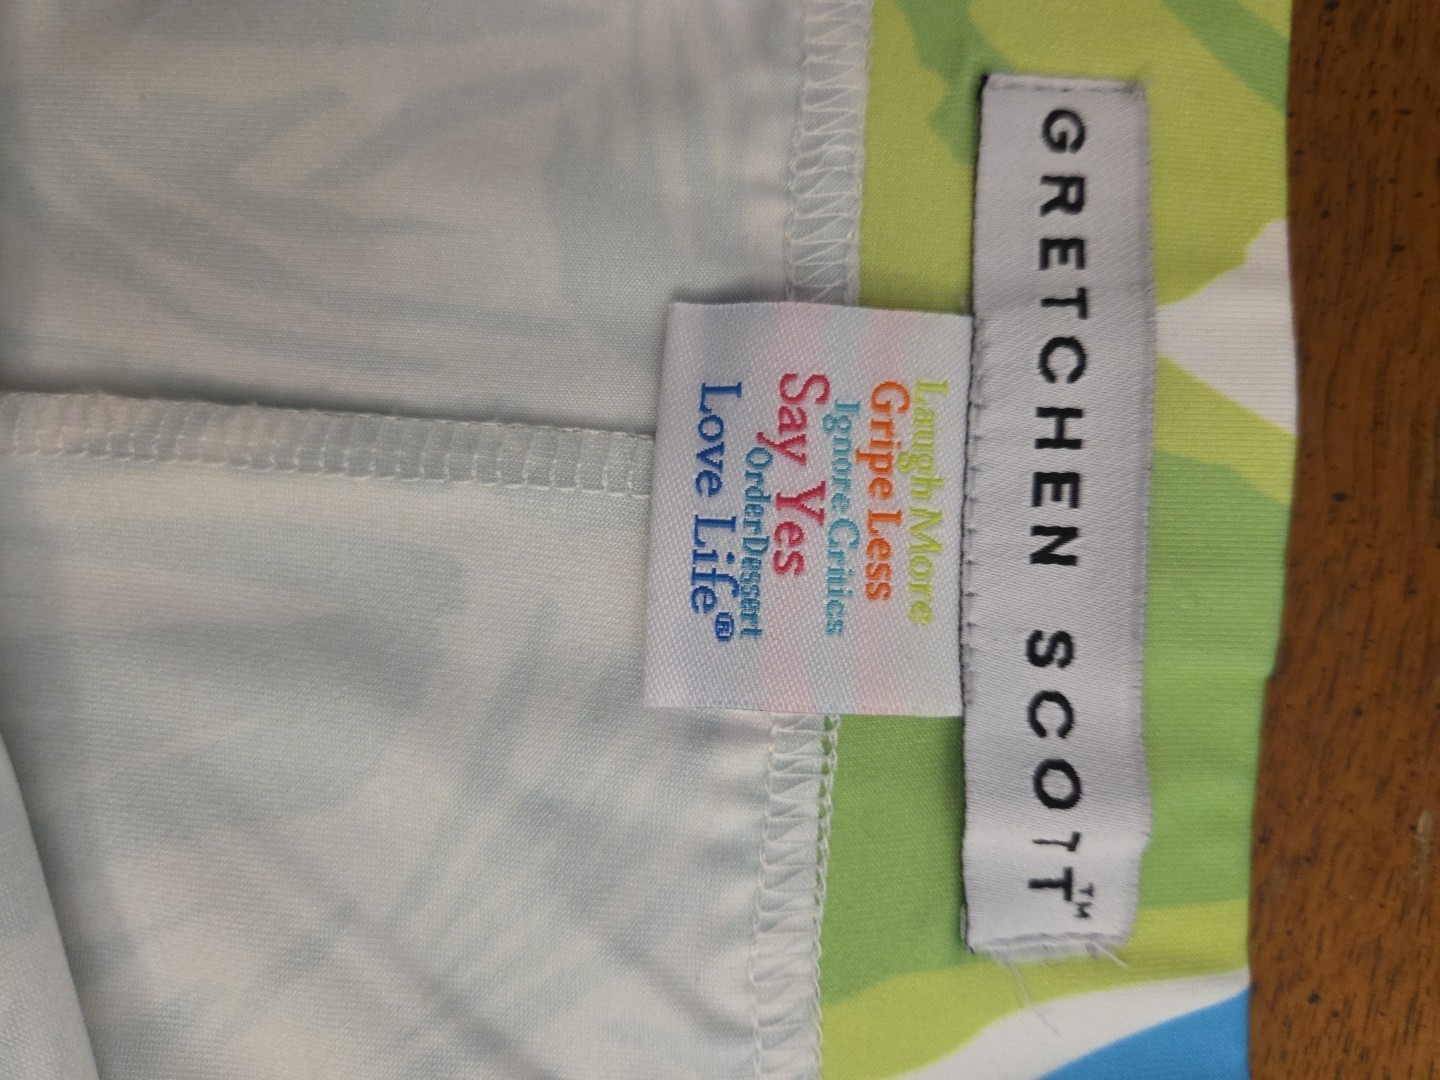 GRETCHEN SCOTT™
Laugh More
Gripe Less
Ignore Critics
Say Yes
Order Dessert
Love Life®